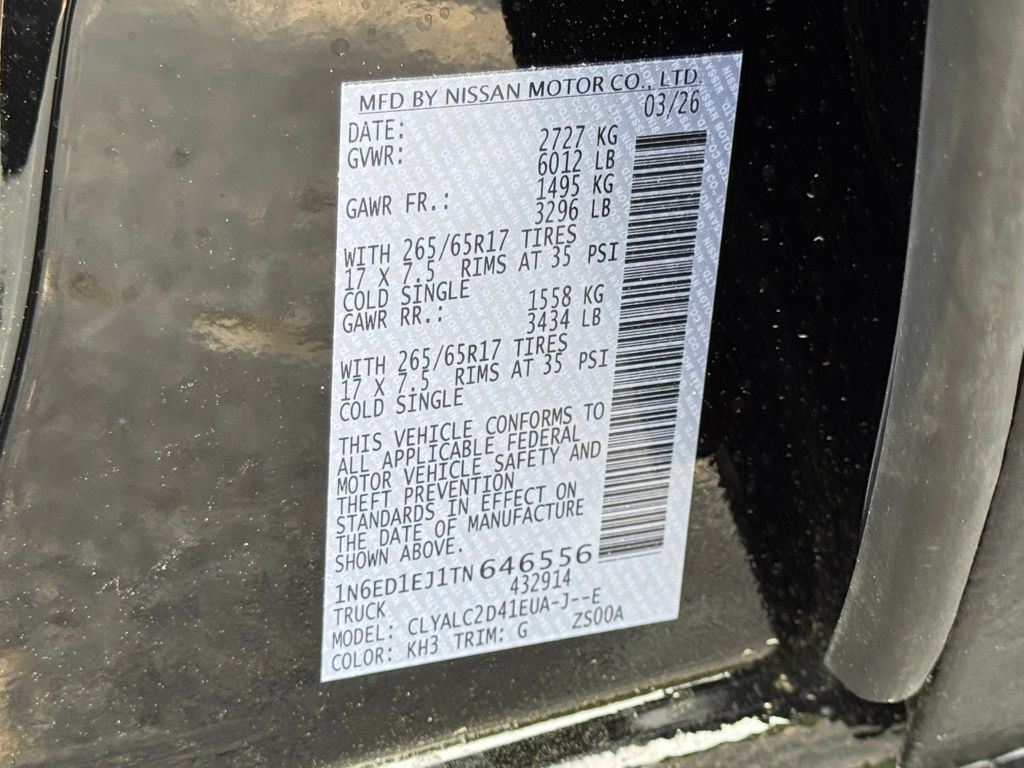 MFD BY NISSAN MOTOR CO., LTD.
DATE: 03/26
GVWR: 2727 KG
6012 LB
GAWR FR.: 1495 KG
3296 LB
WITH 265/65R17 TIRES
17 X 7.5 RIMS AT 35 PSI
COLD SINGLE
GAWR RR.: 1558 KG
3434 LB
WITH 265/65R17 TIRES
17 X 7.5 RIMS AT 35 PSI
COLD SINGLE
THIS VEHICLE CONFORMS TO
ALL APPLICABLE FEDERAL
MOTOR VEHICLE SAFETY AND
THEFT PREVENTION
STANDARDS IN EFFECT ON
THE DATE OF MANUFACTURE
SHOWN ABOVE.
1N6ED1EJ1TN646556
TRUCK 432914
MODEL: CLYALC2D41EUA-J--E
COLOR: KH3 TRIM: G ZS00A